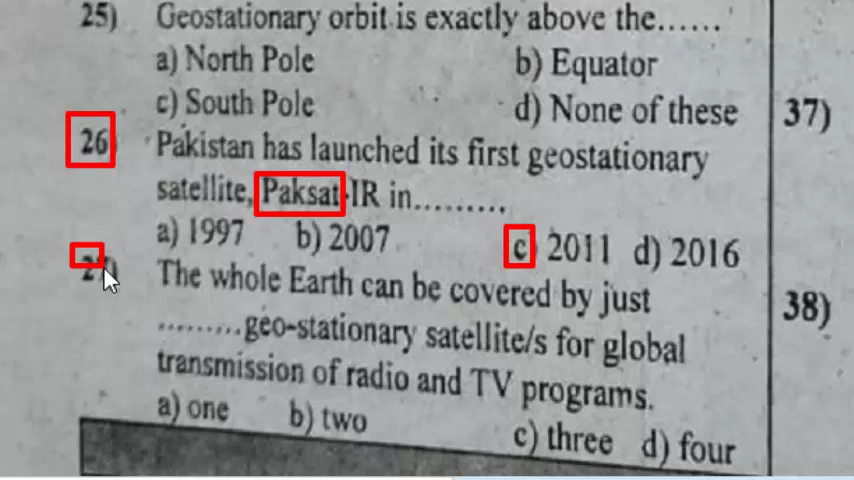 25) Geostationary orbit is exactly above the......
a) North Pole b) Equator
c) South Pole d) None of these
26) Pakistan has launched its first geostationary
satellite, Paksat-IR in.........
a) 1997 b) 2007 c) 2011 d) 2016
27) The whole Earth can be covered by just
.........geo-stationary satellite/s for global
transmission of radio and TV programs.
a) one b) two c) three d) four
37)
38)